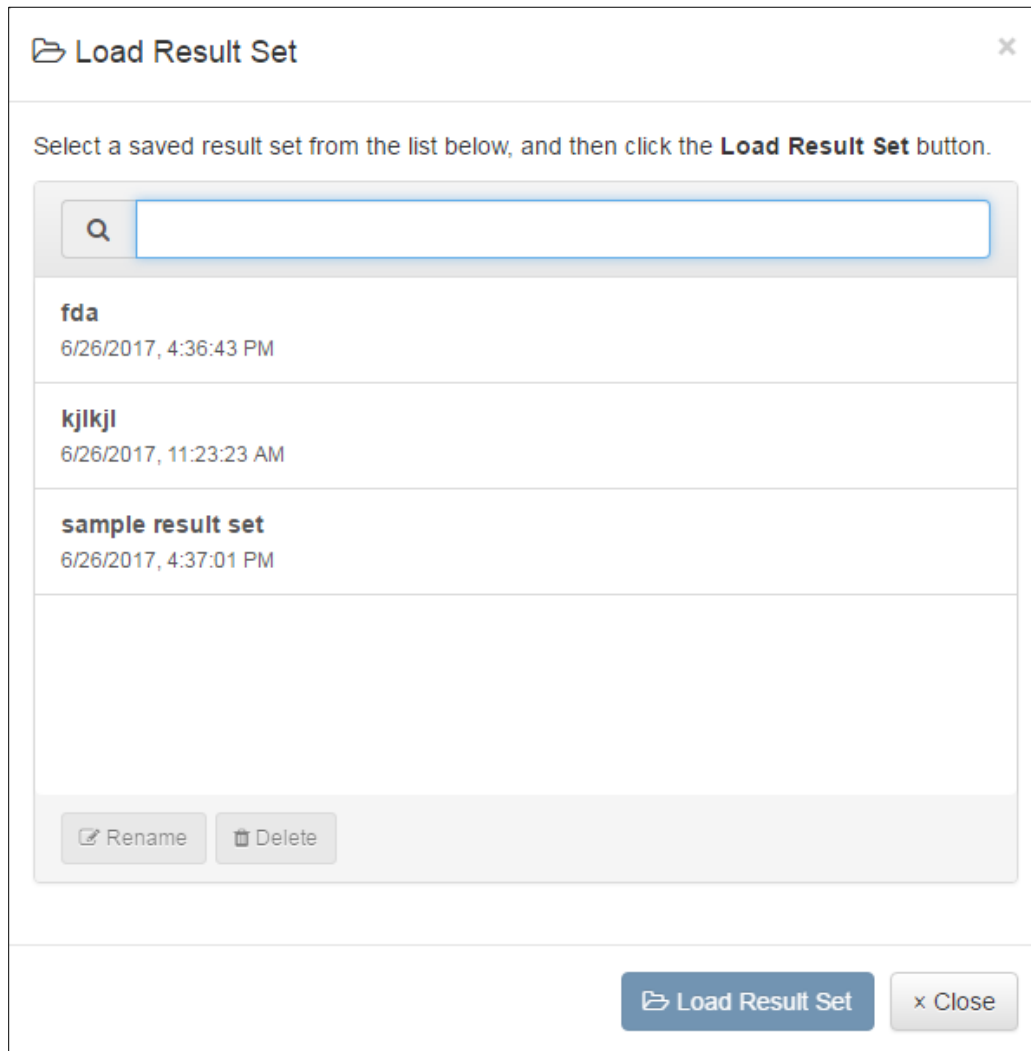 Load Result Set
Select a saved result set from the list below, and then click the Load Result Set button.
fda
6/26/2017, 4:36:43 PM
kjlkjl
6/26/2017, 11:23:23 AM
sample result set
6/26/2017, 4:37:01 PM
Rename Delete
Load Result Set × Close